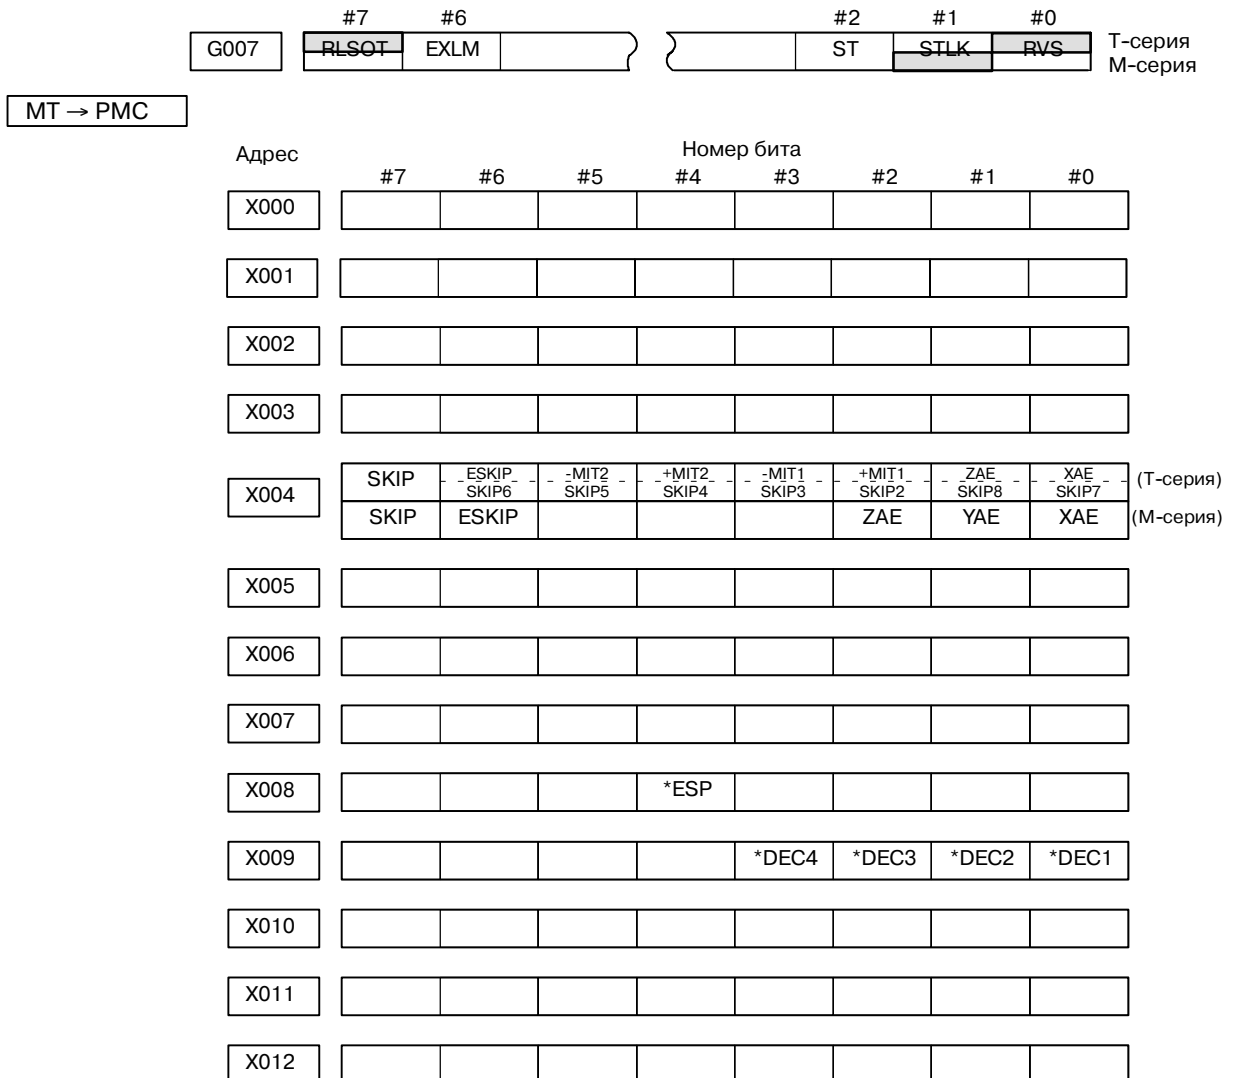 #7 #6 #2 #1 #0
G007 RLSOT EXLM ST STLK RVS Т-серия
М-серия
MT → PMC
Адрес Номер бита
#7 #6 #5 #4 #3 #2 #1 #0
X000
X001
X002
X003
X004 SKIP ESKIP -MIT2 +MIT2 -MIT1 +MIT1 ZAE XAE (Т-серия)
SKIP6 SKIP5 SKIP4 SKIP3 SKIP2 SKIP8 SKIP7
SKIP ESKIP ZAE YAE XAE (М-серия)
X005
X006
X007
X008 *ESP
X009 *DEC4 *DEC3 *DEC2 *DEC1
X010
X011
X012